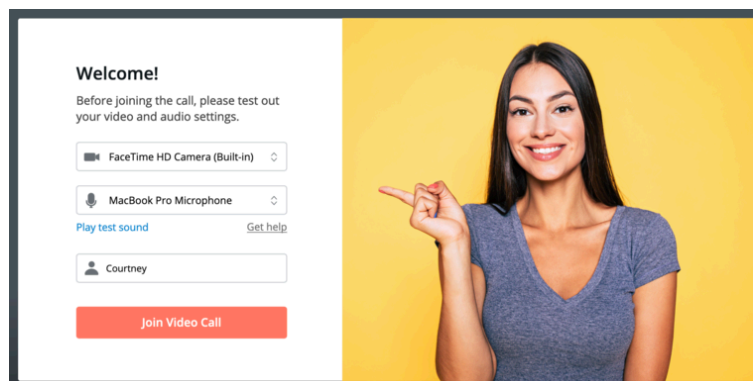 Welcome!
Before joining the call, please test out
your video and audio settings.
FaceTime HD Camera (Built-in)
MacBook Pro Microphone
Play test sound Get help
Courtney
Join Video Call